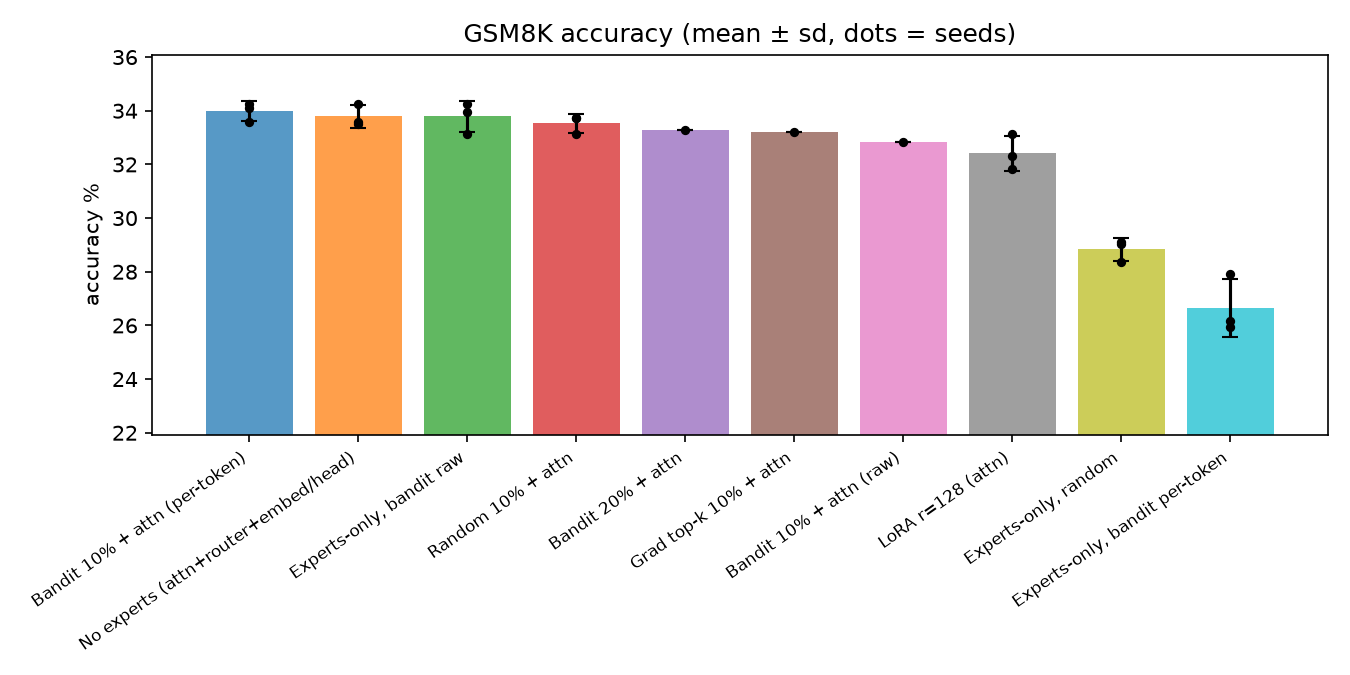 GSM8K accuracy (mean ± sd, dots = seeds)
accuracy %
36
34
32
30
28
26
24
22
Bandit 10% + attn (per-token)
No experts (attn+router+embed/head)
Experts-only, bandit raw
Random 10% + attn
Bandit 20% + attn
Grad top-k 10% + attn
Bandit 10% + attn (raw)
LoRA r=128 (attn)
Experts-only, random
Experts-only, bandit per-token